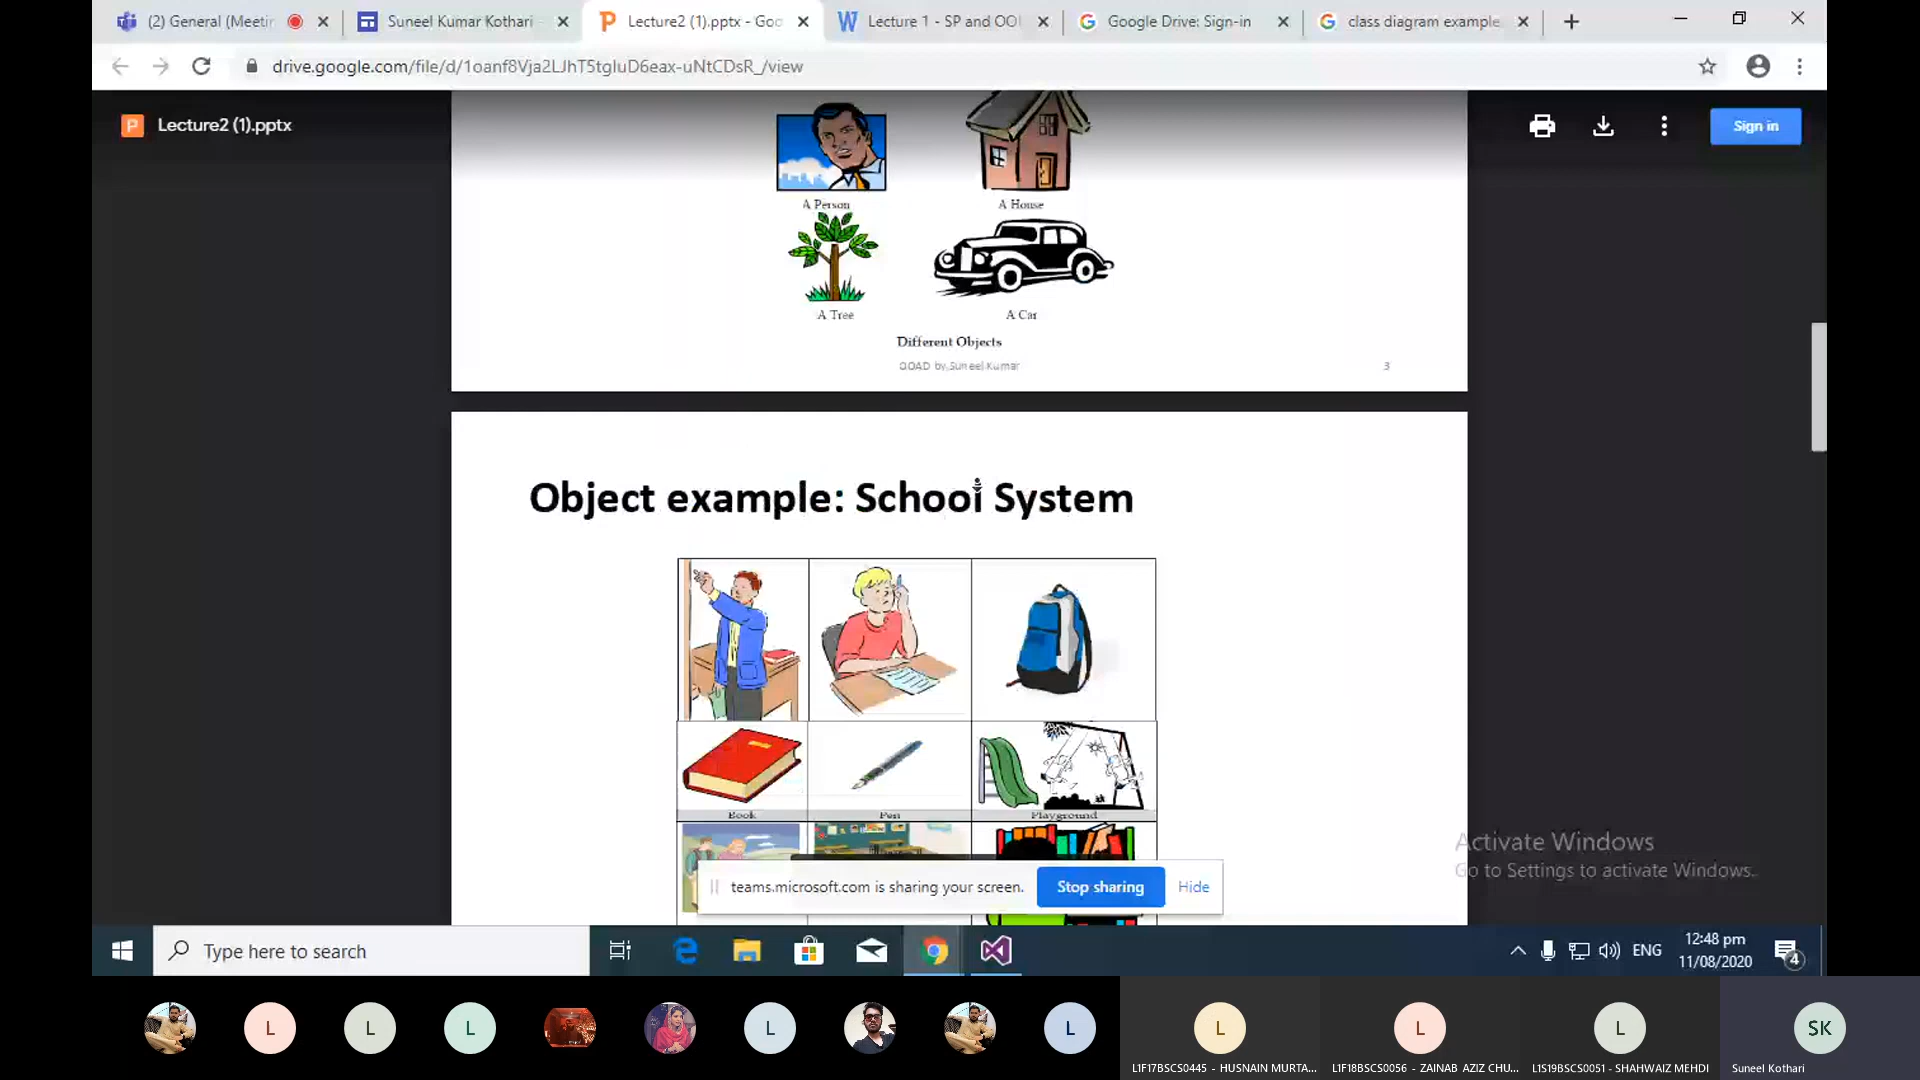 (2) General (Meetin
Suneel Kumar Kothari -
Lecture2 (1).pptx - Goo
Lecture 1 - SP and OO
Google Drive: Sign-in
class diagram example
drive.google.com/file/d/1oanf8Vja2LJhT5tgIuD6eax-uNtCDsR_/view
P
Lecture2 (1).pptx
Sign in
A Person
A House
A Tree
A Car
Different Objects
OOAD by,Suneel Kumar
3
Object example: School System
Book
Pen
Playground
Activate Windows
Go to Settings to activate Windows.
teams.microsoft.com is sharing your screen.
Stop sharing
Hide
Type here to search
ENG
12:48 pm
11/08/2020
4
L
L
L
L
L
L
L
L
SK
L1F17BSCS0445 - HUSNAIN MURTA...
L1F18BSCS0056 - ZAINAB AZIZ CHU...
L1S19BSCS0051 - SHAHWAIZ MEHDI
Suneel Kothari